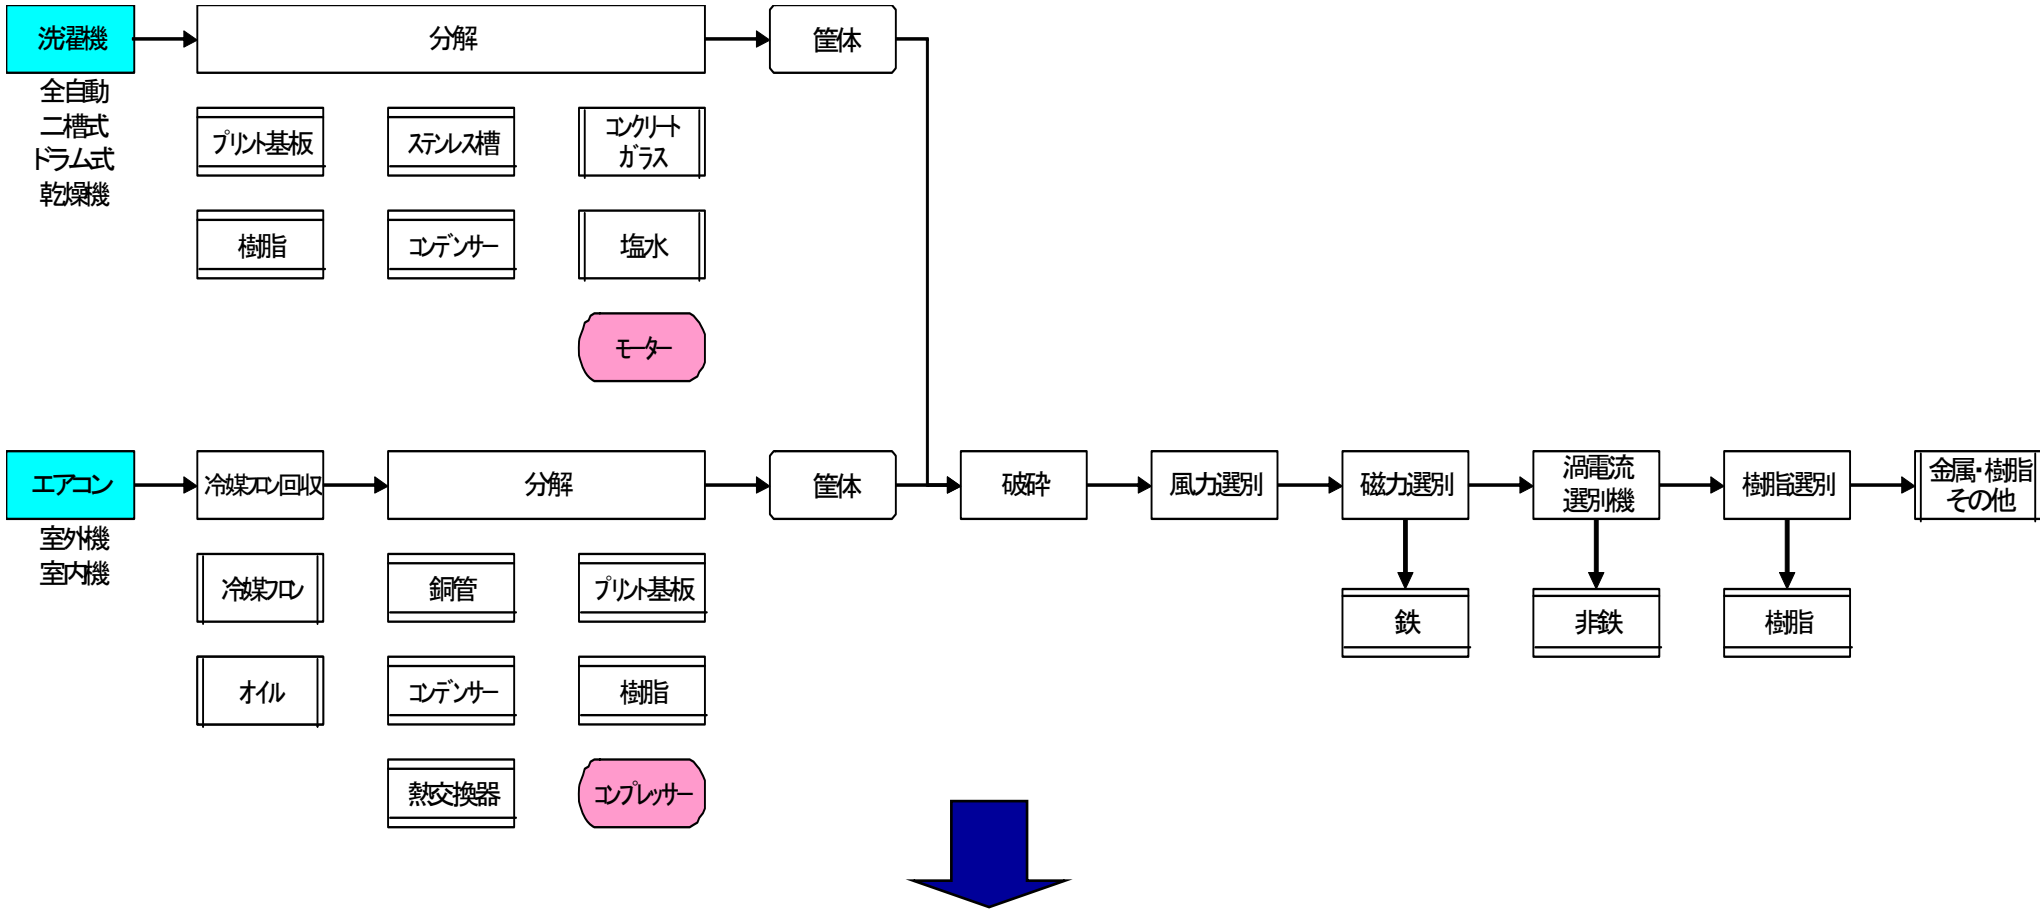 洗濯機
分解
筐体
全自動
二槽式
ドラム式
乾燥機
プリント基板
ステンレス槽
コンクリート
ガラス
樹脂
コンデンサー
塩水
モーター
エアコン
冷媒フロン回収
分解
筐体
破砕
風力選別
磁力選別
渦電流
選別機
樹脂選別
金属・樹脂
その他
室外機
室内機
冷媒フロン
銅管
プリント基板
鉄
非鉄
樹脂
オイル
コンデンサー
樹脂
熱交換器
コンプレッサー